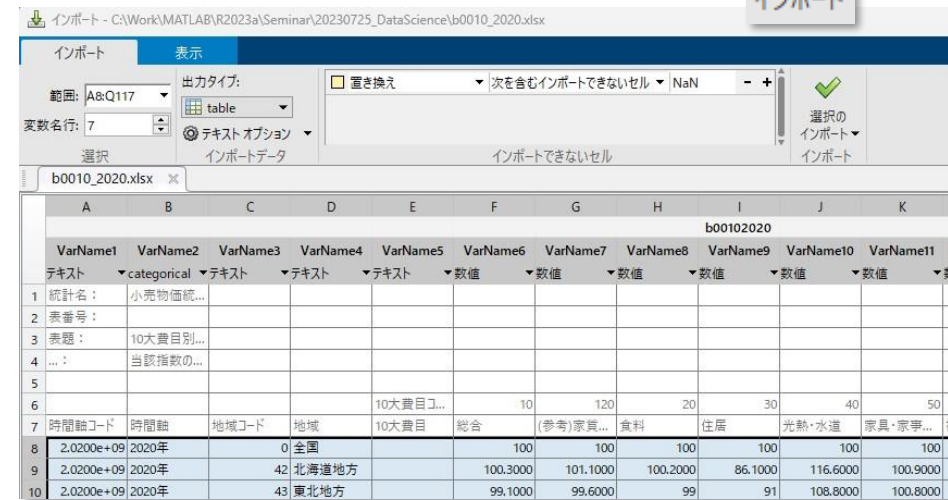 インポート
インポート - C:\Work\MATLAB\R2023a\Seminar\20230725_DataScience\b0010_2020.xlsx
インポート 表示
範囲: A8:Q117
変数名行: 7
選択
出力タイプ:
table
テキスト オプション
インポートデータ
置き換え 次を含むインポートできないセル NaN - +
インポートできないセル
選択の
インポート
インポート
b0010_2020.xlsx
A B C D E F G H I J K
b00102020
VarName1 VarName2 VarName3 VarName4 VarName5 VarName6 VarName7 VarName8 VarName9 VarName10 VarName11
テキスト categorical テキスト テキスト テキスト 数値 数値 数値 数値 数値 数値
1 統計名： 小売物価統...
2 表番号：
3 表題： 10大費目別...
4 ...： 当該指数の...
5
6 10大費目コ... 10 120 20 30 40 50
7 時間軸コード 時間軸 地域コード 地域 10大費目 総合 (参考)家賃... 食料 住居 光熱・水道 家具・家事...
8 2.0200e+09 2020年 0 全国 100 100 100 100 100 100
9 2.0200e+09 2020年 42 北海道地方 100.3000 101.1000 100.2000 86.1000 116.6000 100.9000
10 2.0200e+09 2020年 43 東北地方 99.1000 99.6000 99 91 108.8000 100.8000